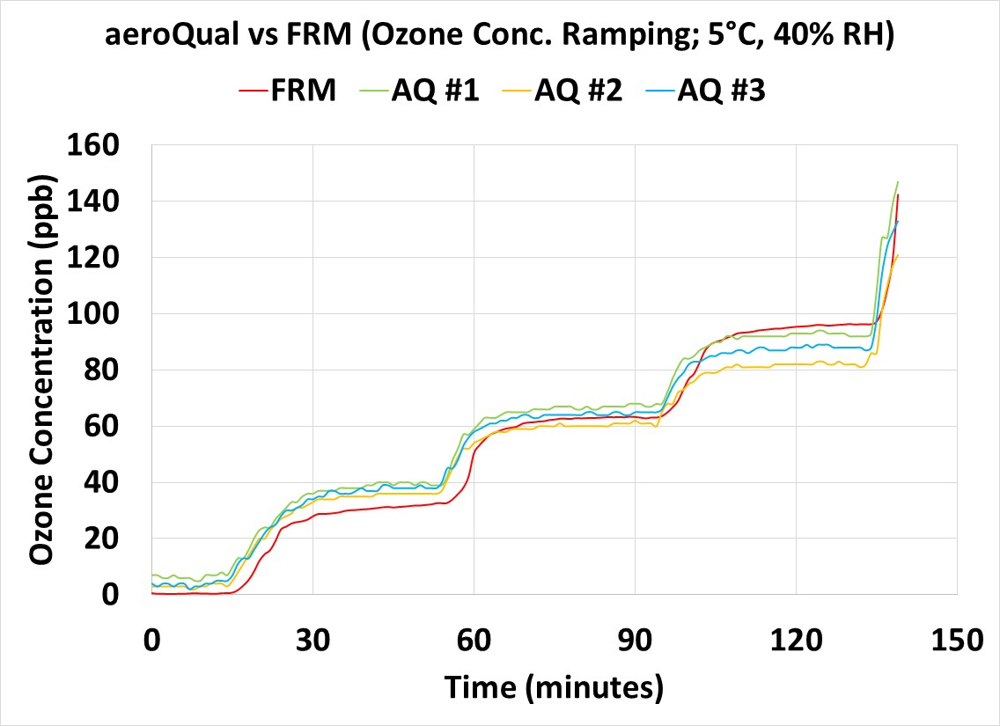 aeroQual vs FRM (Ozone Conc. Ramping; 5°C, 40% RH)
FRM AQ #1 AQ #2 AQ #3
Ozone Concentration (ppb)
160
140
120
100
80
60
40
20
0
0 30 60 90 120 150
Time (minutes)